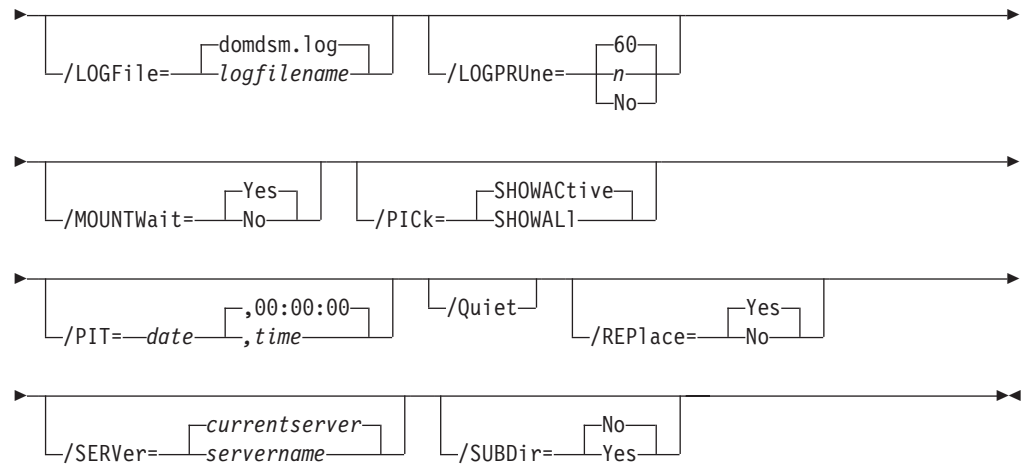 domdsm.log 60
/LOGFile= logfilename /LOGPRUne= n
No
Yes SHOWACtive
/MOUNTWait= No /PICk= SHOWALl
,00:00:00 /Quiet Yes
/PIT= date ,time /REPlace= No
currentserver No
/SERVer= servername /SUBDir= Yes